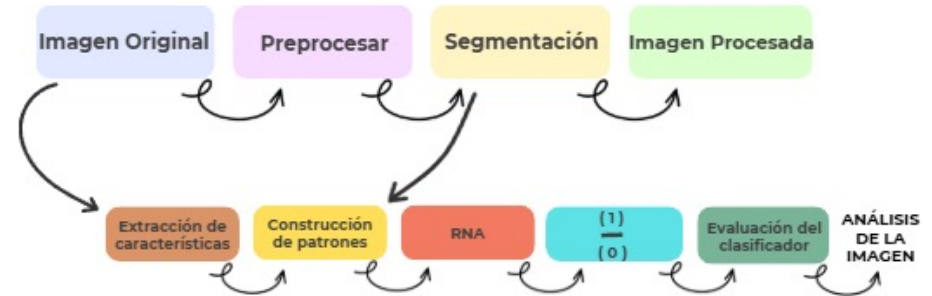 Imagen Original
Preprocesar
Segmentación
Imagen Procesada
Extracción de
características
Construcción
de patrones
RNA
(1)
(0)
Evaluación del
clasificador
ANÁLISIS
DE LA
IMAGEN